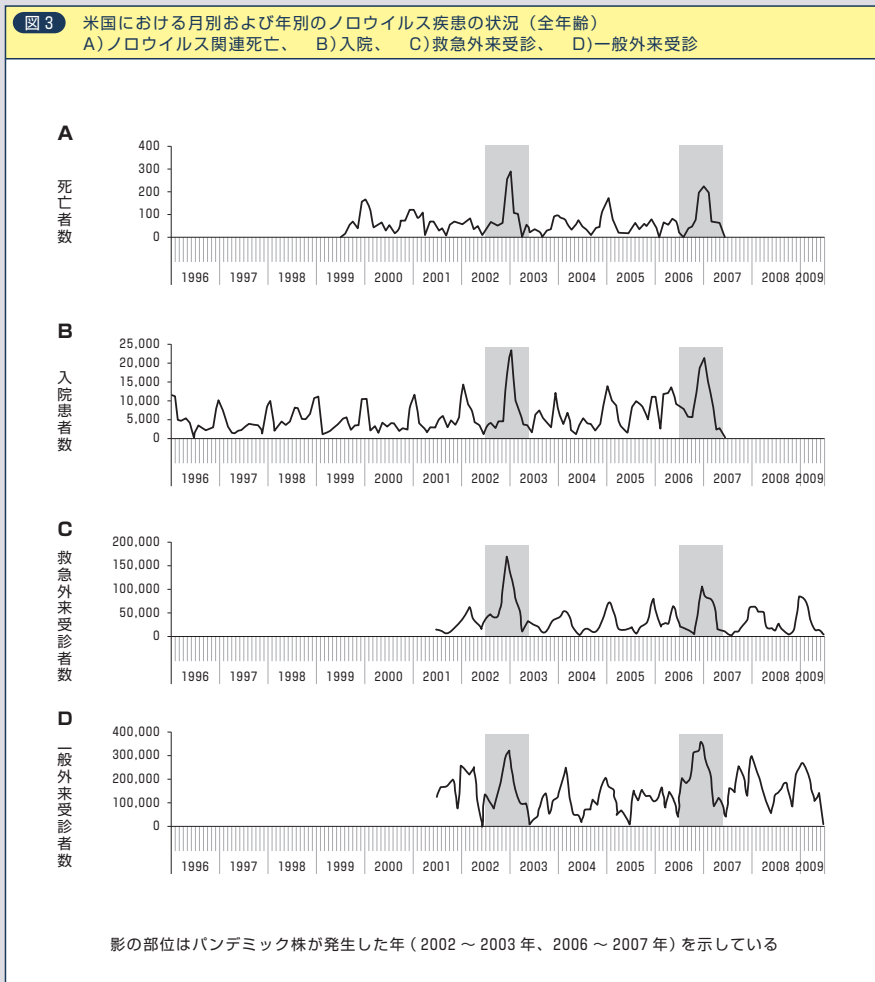 図3 米国における月別および年別のノロウイルス疾患の状況（全年齢）
A)ノロウイルス関連死亡、 B)入院、 C)救急外来受診、 D)一般外来受診
A
死亡者数
400
300
200
100
0
1996 1997 1998 1999 2000 2001 2002 2003 2004 2005 2006 2007 2008 2009
B
入院患者数
25,000
20,000
15,000
10,000
5,000
0
1996 1997 1998 1999 2000 2001 2002 2003 2004 2005 2006 2007 2008 2009
C
救急外来受診者数
200,000
150,000
100,000
50,000
0
1996 1997 1998 1999 2000 2001 2002 2003 2004 2005 2006 2007 2008 2009
D
一般外来受診者数
400,000
300,000
200,000
100,000
0
1996 1997 1998 1999 2000 2001 2002 2003 2004 2005 2006 2007 2008 2009
影の部位はパンデミック株が発生した年（2002 ～ 2003 年、2006 ～ 2007 年）を示している